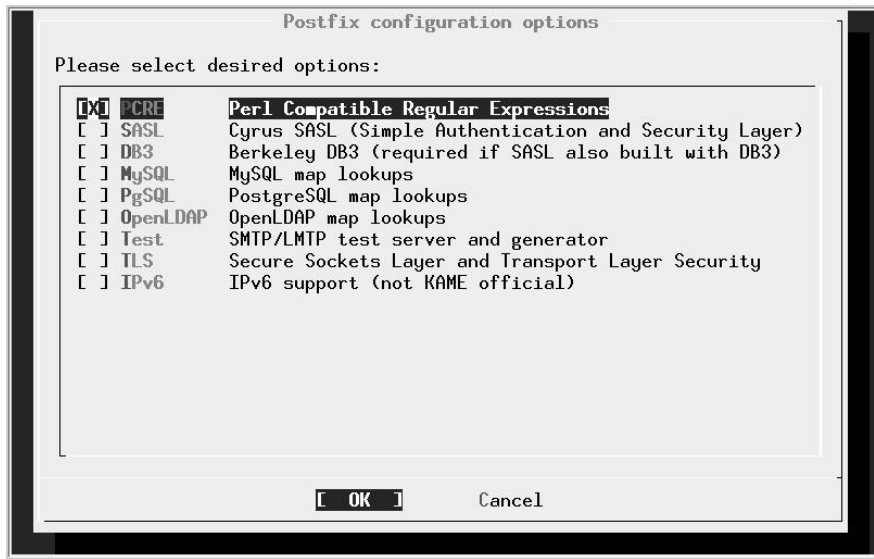 Postfix configuration options
Please select desired options:
[X] PCRE Perl Compatible Regular Expressions
[ ] SASL Cyrus SASL (Simple Authentication and Security Layer)
[ ] DB3 Berkeley DB3 (required if SASL also built with DB3)
[ ] MySQL MySQL map lookups
[ ] PgSQL PostgreSQL map lookups
[ ] OpenLDAP OpenLDAP map lookups
[ ] Test SMTP/LMTP test server and generator
[ ] TLS Secure Sockets Layer and Transport Layer Security
[ ] IPv6 IPv6 support (not KAME official)
[ OK ] Cancel